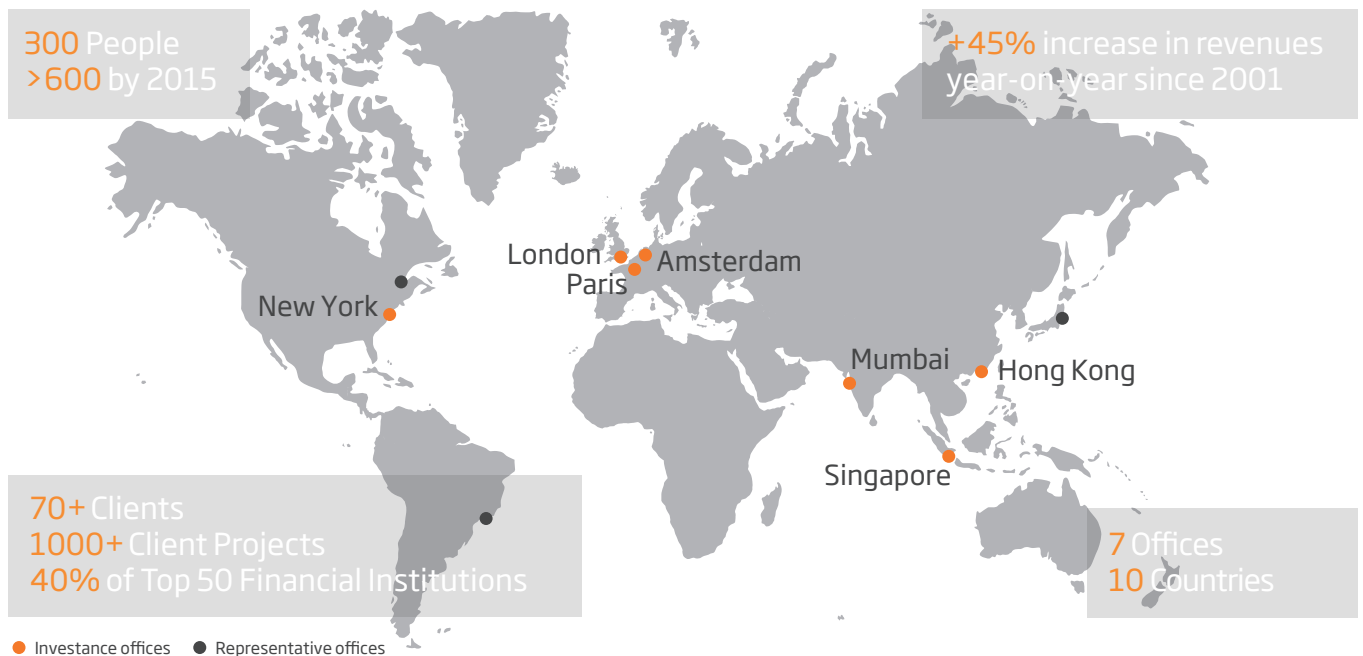 300 People
>600 by 2015
+45% increase in revenues
year-on-year since 2001
London
Amsterdam
Paris
New York
Mumbai
Hong Kong
Singapore
70+ Clients
1000+ Client Projects
40% of Top 50 Financial Institutions
7 Offices
10 Countries
Investance offices
Representative offices